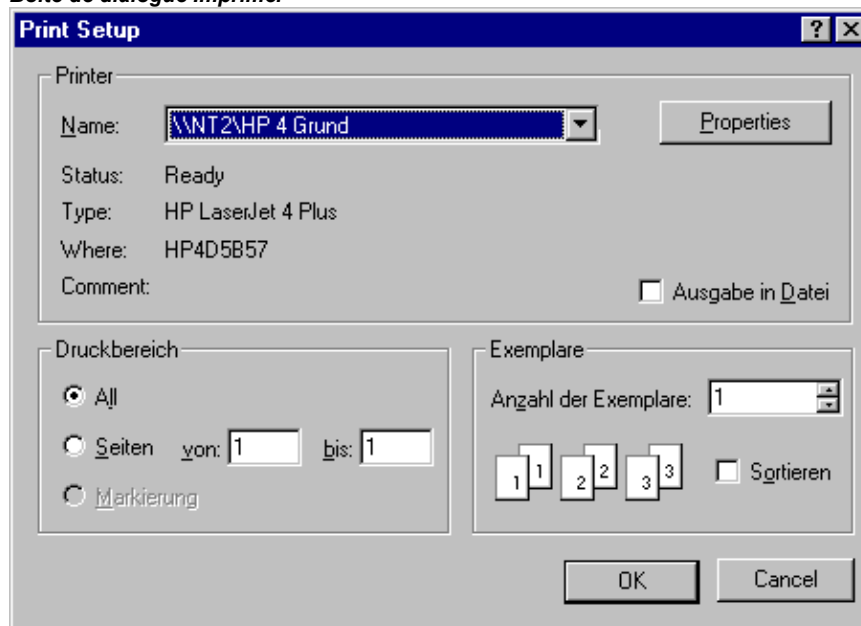 Boîte de dialogue Imprimer
Print Setup
Printer
Name: \\NT2\HP 4 Grund Properties
Status: Ready
Type: HP LaserJet 4 Plus
Where: HP4D5B57
Comment: Ausgabe in Datei
Druckbereich
All
Seiten von: 1 bis: 1
Markierung
Exemplare
Anzahl der Exemplare: 1
1 1 2 2 3 3 Sortieren
OK Cancel